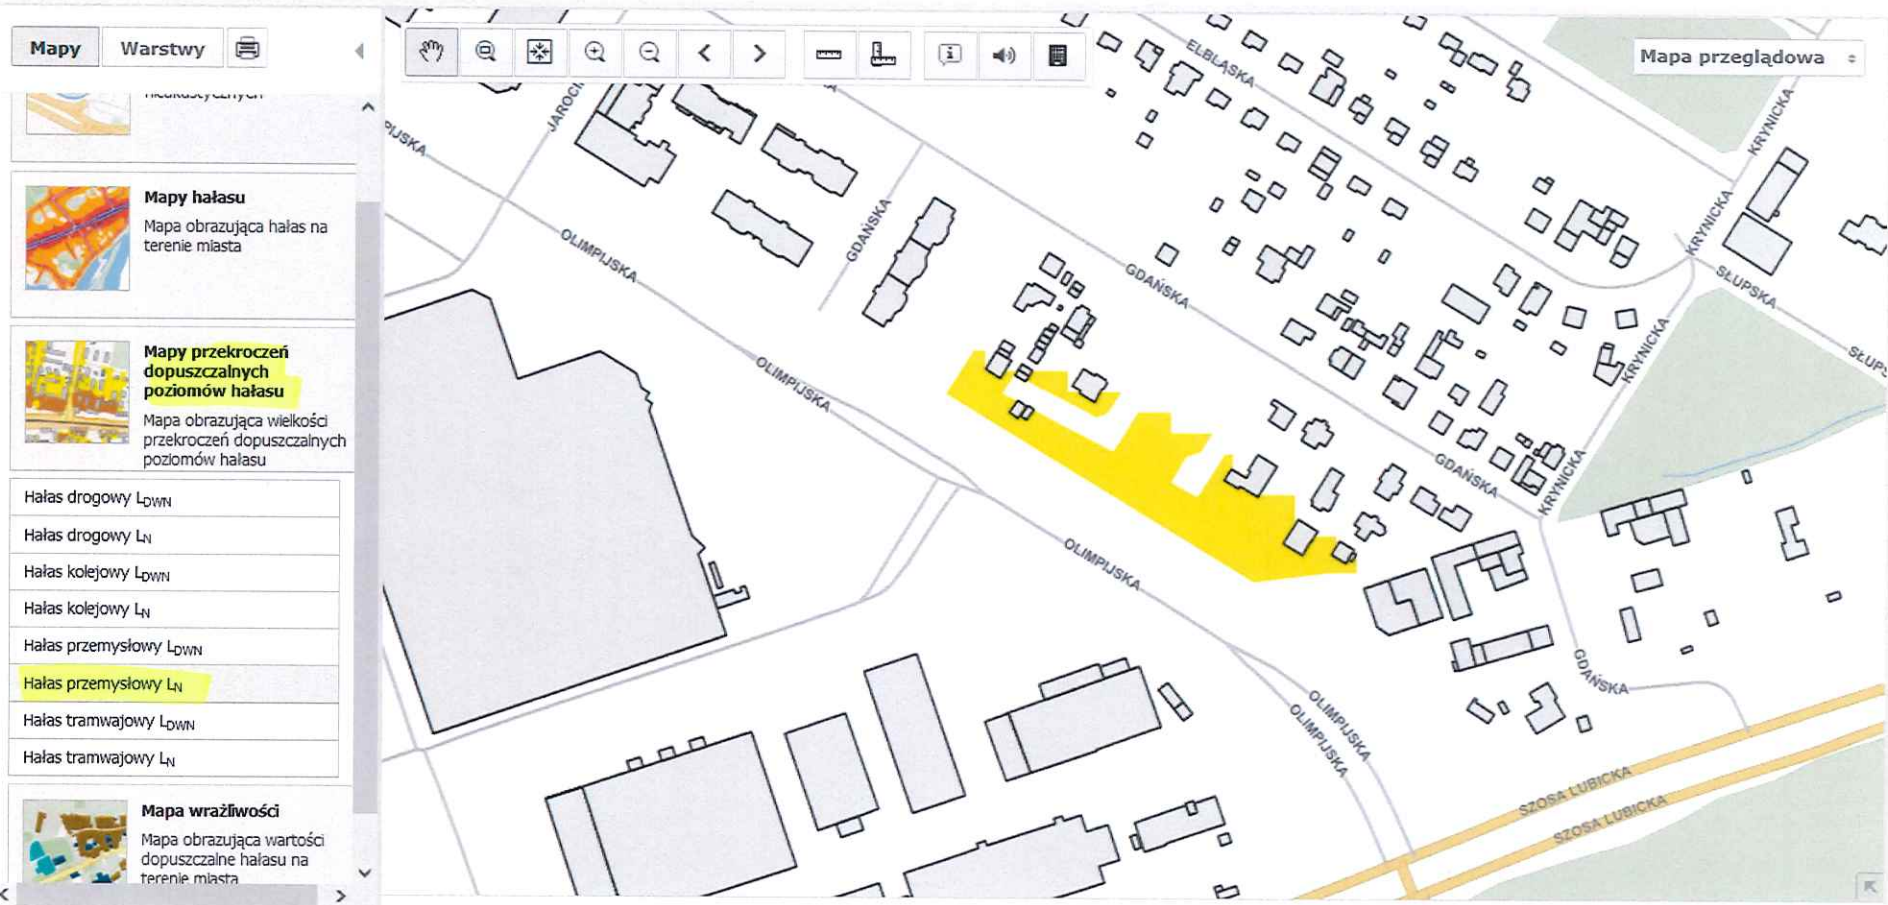 Mapy Warstwy
Mapa przeglądowa
Mapy hałasu
Mapa obrazująca hałas na
terenie miasta
Mapy przekroczeń
dopuszczalnych
poziomów hałasu
Mapa obrazująca wielkości
przekroczeń dopuszczalnych
poziomów hałasu
Hałas drogowy LDWN
Hałas drogowy LN
Hałas kolejowy LDWN
Hałas kolejowy LN
Hałas przemysłowy LDWN
Hałas przemysłowy LN
Hałas tramwajowy LDWN
Hałas tramwajowy LN
Mapa wrażliwości
Mapa obrazująca wartości
dopuszczalne hałasu na
terenie miasta
ELBLĄSKA
KRYNICKA
KRYNICKA
SŁUPSKA
GDAŃSKA
OLIMPIJSKA
GDAŃSKA
KRYNICKA
OLIMPIJSKA
GDAŃSKA
KRYNICKA
OLIMPIJSKA
GDAŃSKA
OLIMPIJSKA
OLIMPIJSKA
SZOSA LUBICKA
SZOSA LUBICKA